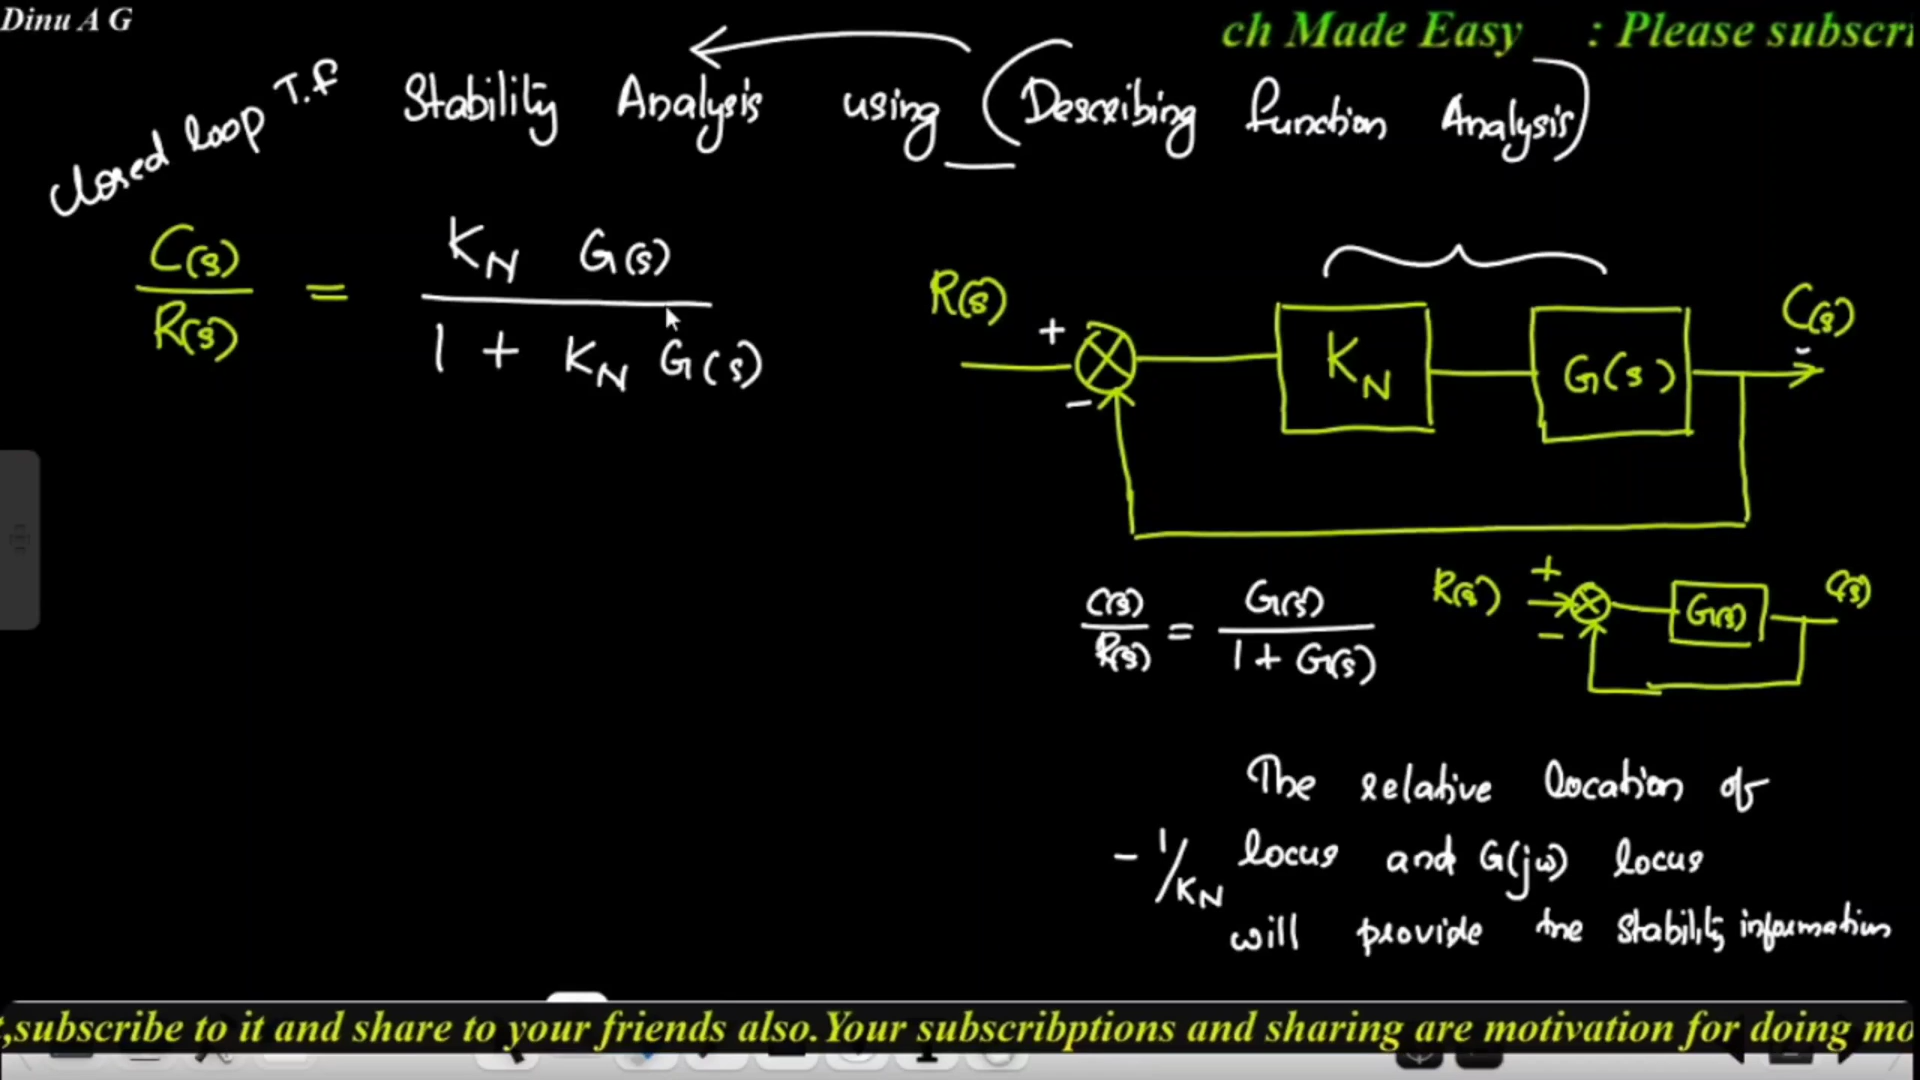 Dinu A G
ch Made Easy : Please subscri
closed loop T.f
Stability Analysis using (Describing function Analysis)
C(s)/R(s) = K_N G(s) / 1 + K_N G(s)
R(s) + - K_N G(s) C(s)
C(s)/R(s) = G(s) / 1 + G(s)
R(s) + - G(s) C(s)
The relative location of
- 1/K_N locus and G(jω) locus
will provide the stability information
,subscribe to it and share to your friends also.Your subscribptions and sharing are motivation for doing mo